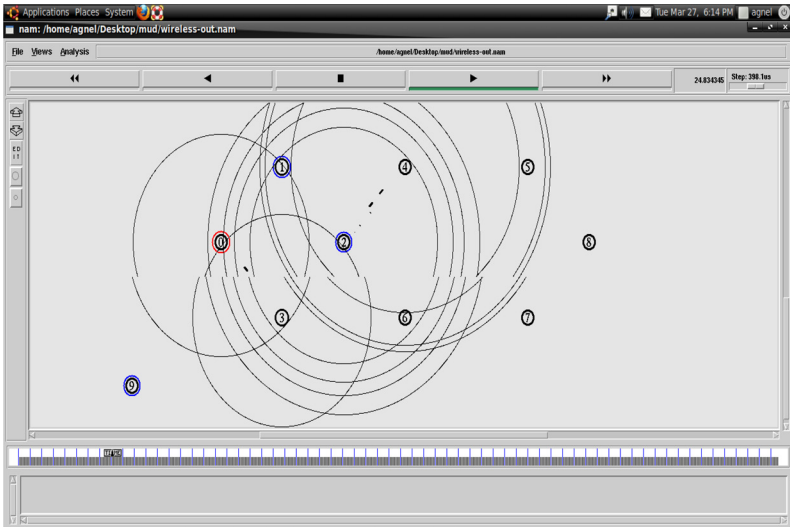 Applications Places System
Tue Mar 27, 6:14 PM agnel
nam: /home/agnel/Desktop/mud/wireless-out.nam
File Views Analysis /home/agnel/Desktop/mud/wireless-out.nam
24.834345 Step: 398.1us
ED
IT
1 4 5
0 2 8
3 6 7
9